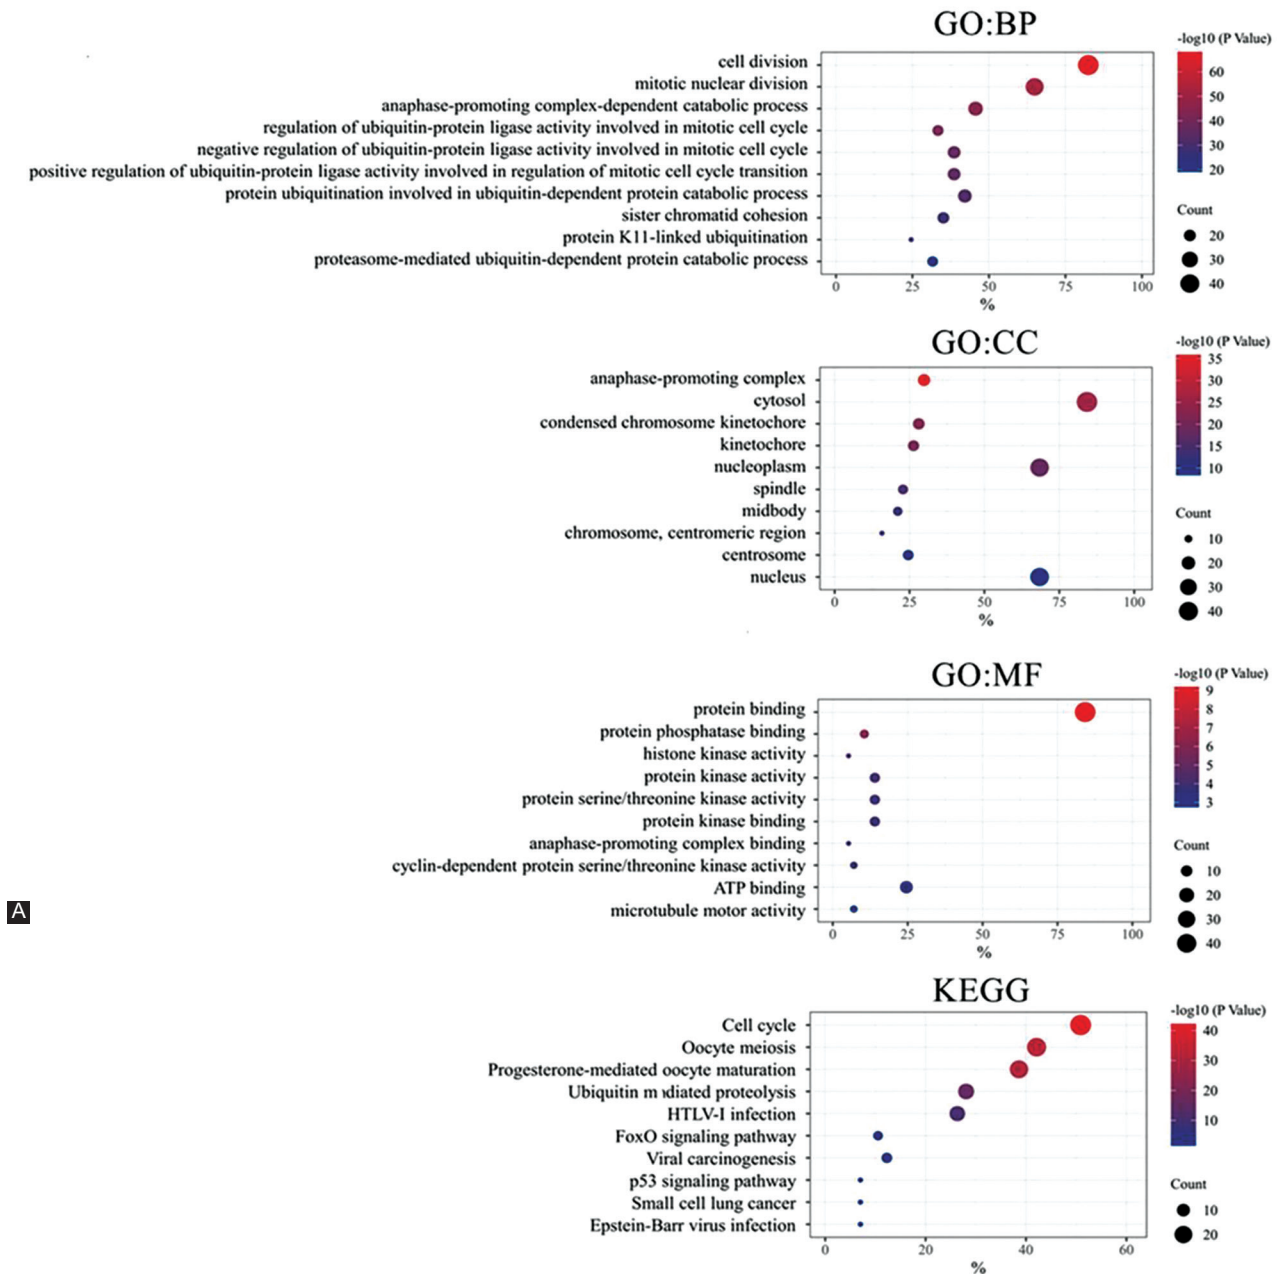 GO:BP
-log10 (P Value)
cell division
mitotic nuclear division
anaphase-promoting complex-dependent catabolic process
regulation of ubiquitin-protein ligase activity involved in mitotic cell cycle
negative regulation of ubiquitin-protein ligase activity involved in mitotic cell cycle
positive regulation of ubiquitin-protein ligase activity involved in regulation of mitotic cell cycle transition
protein ubiquitination involved in ubiquitin-dependent protein catabolic process
sister chromatid cohesion
protein K11-linked ubiquitination
proteasome-mediated ubiquitin-dependent protein catabolic process
60
50
40
30
20
Count
20
30
40
0 25 50 75 100
%
GO:CC
-log10 (P Value)
anaphase-promoting complex
cytosol
condensed chromosome kinetochore
kinetochore
nucleoplasm
spindle
midbody
chromosome, centromeric region
centrosome
nucleus
35
30
25
20
15
10
Count
10
20
30
40
0 25 50 75 100
%
GO:MF
-log10 (P Value)
protein binding
protein phosphatase binding
histone kinase activity
protein kinase activity
protein serine/threonine kinase activity
protein kinase binding
anaphase-promoting complex binding
cyclin-dependent protein serine/threonine kinase activity
ATP binding
microtubule motor activity
9
8
7
6
5
4
3
Count
10
20
30
40
0 25 50 75 100
%
A
KEGG
-log10 (P Value)
Cell cycle
Oocyte meiosis
Progesterone-mediated oocyte maturation
Ubiquitin mediated proteolysis
HTLV-I infection
FoxO signaling pathway
Viral carcinogenesis
p53 signaling pathway
Small cell lung cancer
Epstein-Barr virus infection
40
30
20
10
Count
10
20
0 20 40 60
%